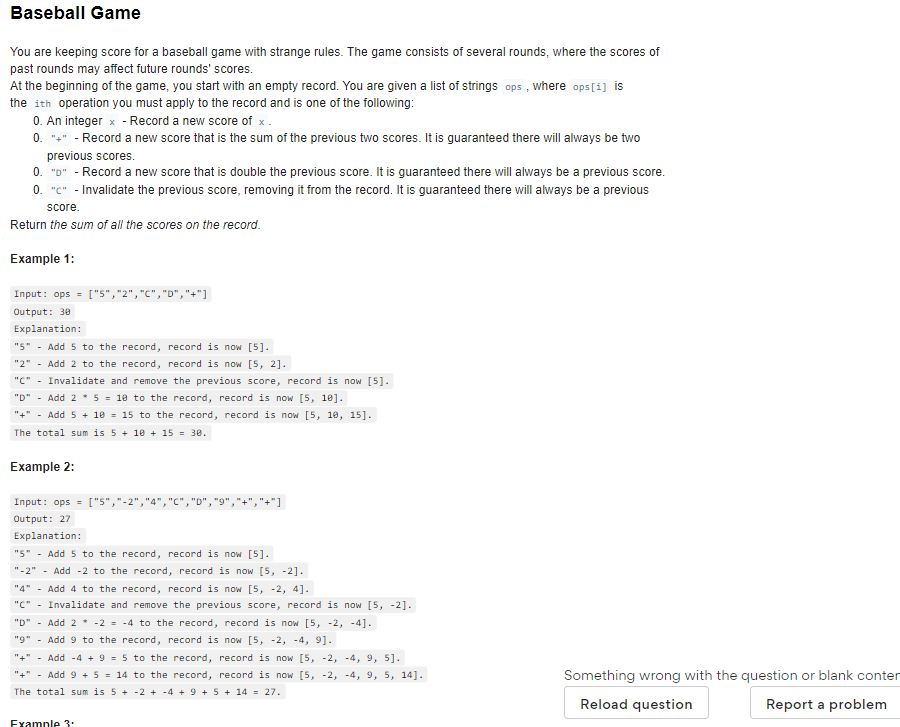 Baseball Game
You are keeping score for a baseball game with strange rules. The game consists of several rounds, where the scores of
past rounds may affect future rounds' scores.
At the beginning of the game, you start with an empty record. You are given a list of strings ops , where ops[i] is
the ith operation you must apply to the record and is one of the following:
0. An integer x - Record a new score of x .
0. "+" - Record a new score that is the sum of the previous two scores. It is guaranteed there will always be two
previous scores.
0. "D" - Record a new score that is double the previous score. It is guaranteed there will always be a previous score.
0. "C" - Invalidate the previous score, removing it from the record. It is guaranteed there will always be a previous
score.
Return the sum of all the scores on the record.
Example 1:
Input: ops = ["5","2","C","D","+"]
Output: 30
Explanation:
"5" - Add 5 to the record, record is now [5].
"2" - Add 2 to the record, record is now [5, 2].
"C" - Invalidate and remove the previous score, record is now [5].
"D" - Add 2 * 5 = 10 to the record, record is now [5, 10].
"+" - Add 5 + 10 = 15 to the record, record is now [5, 10, 15].
The total sum is 5 + 10 + 15 = 30.
Example 2:
Input: ops = ["5","-2","4","C","D","9","+","+"]
Output: 27
Explanation:
"5" - Add 5 to the record, record is now [5].
"-2" - Add -2 to the record, record is now [5, -2].
"4" - Add 4 to the record, record is now [5, -2, 4].
"C" - Invalidate and remove the previous score, record is now [5, -2].
"D" - Add 2 * -2 = -4 to the record, record is now [5, -2, -4].
"9" - Add 9 to the record, record is now [5, -2, -4, 9].
"+" - Add -4 + 9 = 5 to the record, record is now [5, -2, -4, 9, 5].
"+" - Add 9 + 5 = 14 to the record, record is now [5, -2, -4, 9, 5, 14].
The total sum is 5 + -2 + -4 + 9 + 5 + 14 = 27.
Example 3:
Something wrong with the question or blank conter
Reload question
Report a problem